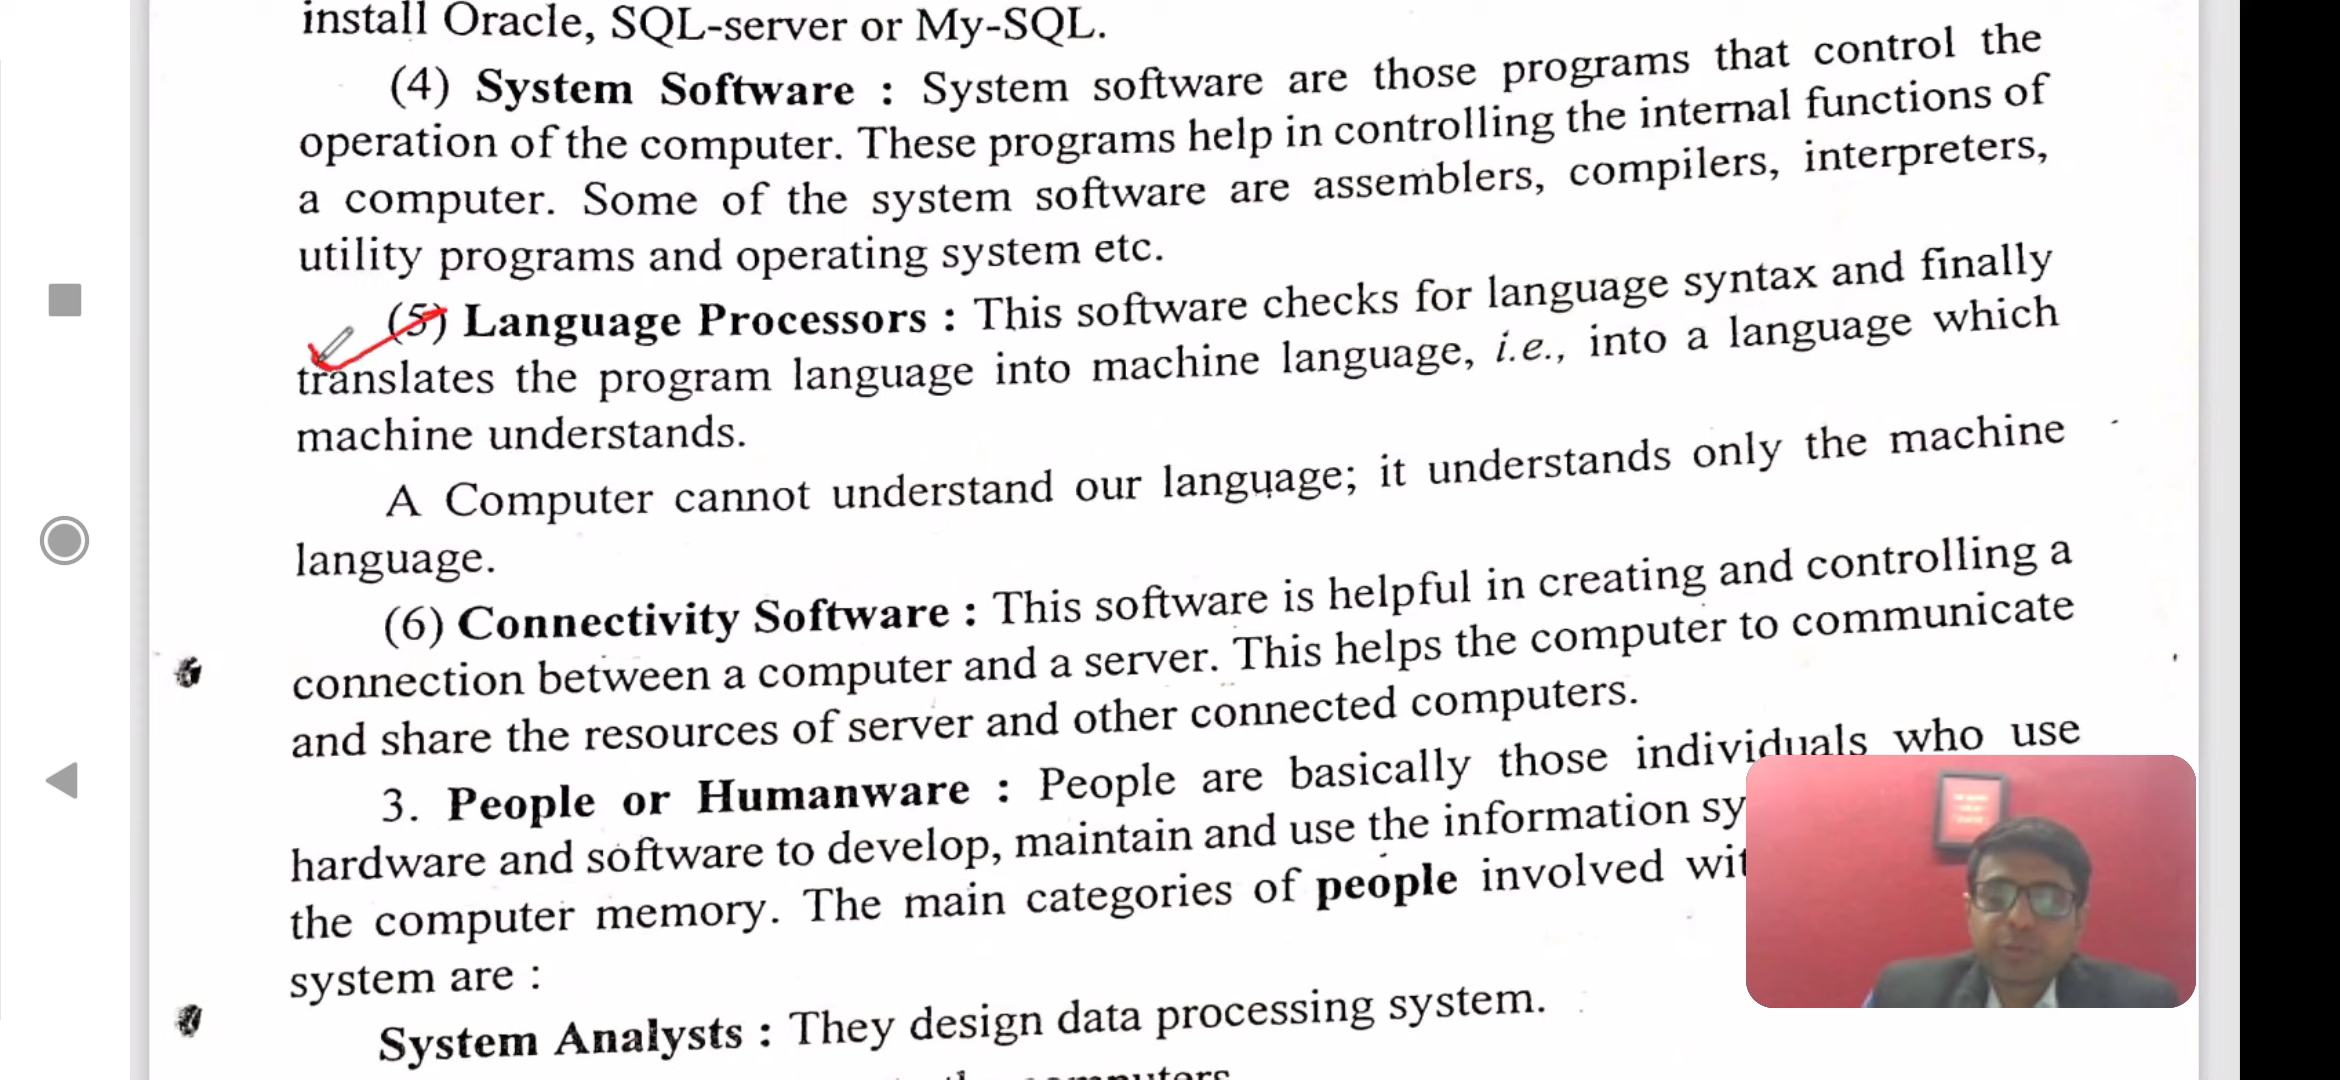 install Oracle, SQL-server or My-SQL.
(4) System Software : System software are those programs that control the
operation of the computer. These programs help in controlling the internal functions of
a computer. Some of the system software are assemblers, compilers, interpreters,
utility programs and operating system etc.
(5) Language Processors : This software checks for language syntax and finally
translates the program language into machine language, i.e., into a language which
machine understands.
A Computer cannot understand our language; it understands only the machine
language.
(6) Connectivity Software : This software is helpful in creating and controlling a
connection between a computer and a server. This helps the computer to communicate
and share the resources of server and other connected computers.
3. People or Humanware : People are basically those individuals who use
hardware and software to develop, maintain and use the information sy
the computer memory. The main categories of people involved wit
system are :
System Analysts : They design data processing system.